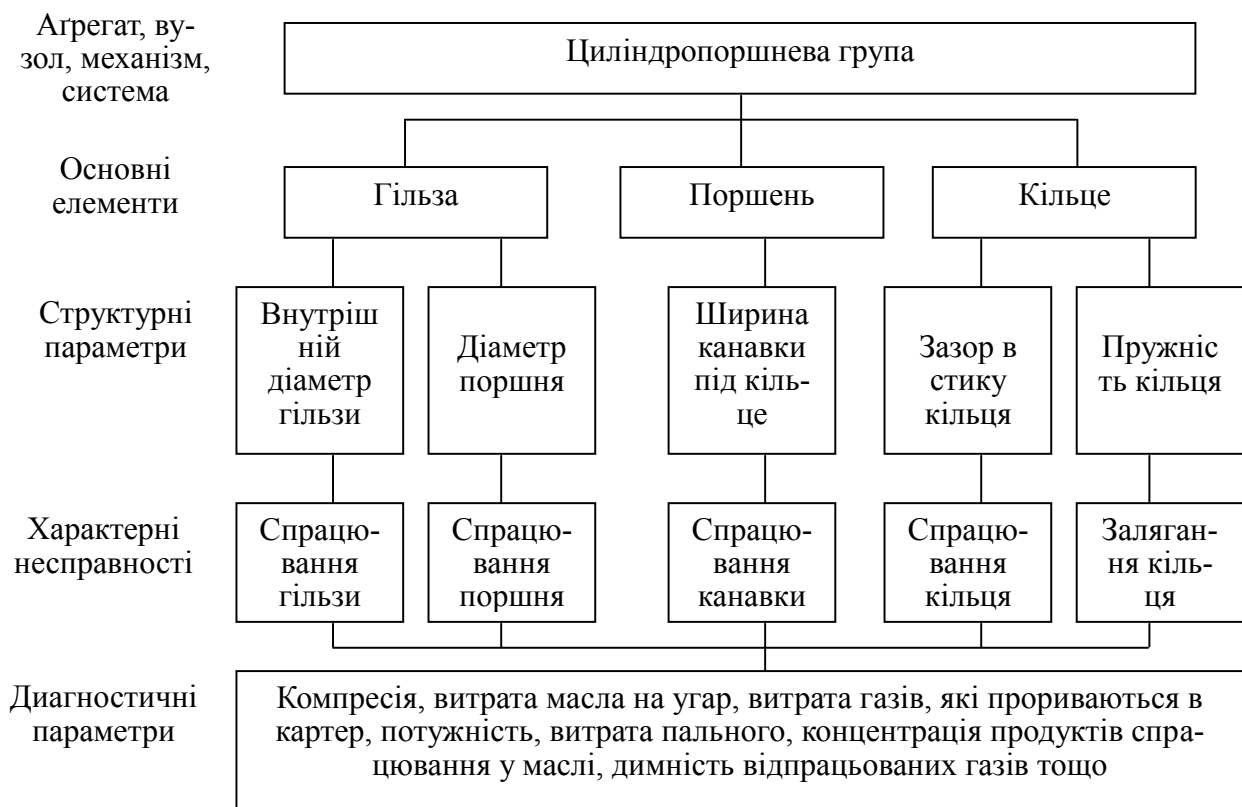 Аґрегат, ву-
зол, механізм,
система
Циліндропоршнева група
Основні
елементи
Гільза
Поршень
Кільце
Структурні
параметри
Внутріш
ній
діаметр
гільзи
Діаметр
поршня
Ширина
канавки
під кіль-
це
Зазор в
стику
кільця
Пружніс
ть кільця
Характерні
несправності
Спрацю-
вання
гільзи
Спрацю-
вання
поршня
Спрацю-
вання
канавки
Спрацю-
вання
кільця
Заляган-
ня кіль-
ця
Диагностичні
параметри
Компресія, витрата масла на угар, витрата газів, які прориваються в
картер, потужність, витрата пального, концентрація продуктів спра-
цювання у маслі, димність відпрацьованих газів тощо